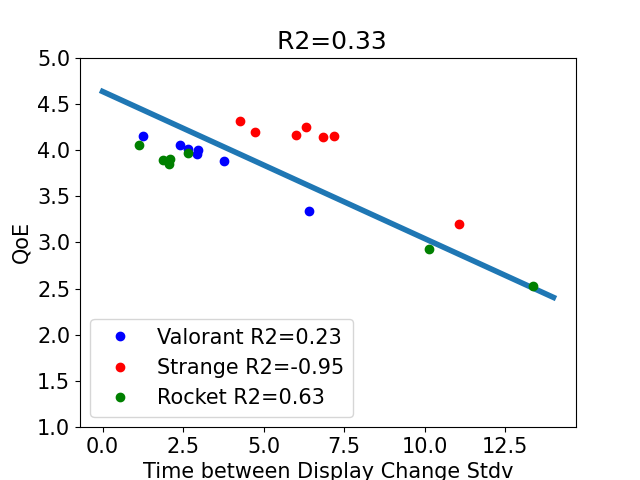 R2=0.33
5.0
4.5
4.0
3.5
3.0
2.5
2.0
1.5
1.0
QoE
Valorant R2=0.23
Strange R2=-0.95
Rocket R2=0.63
0.0 2.5 5.0 7.5 10.0 12.5
Time between Display Change Stdv